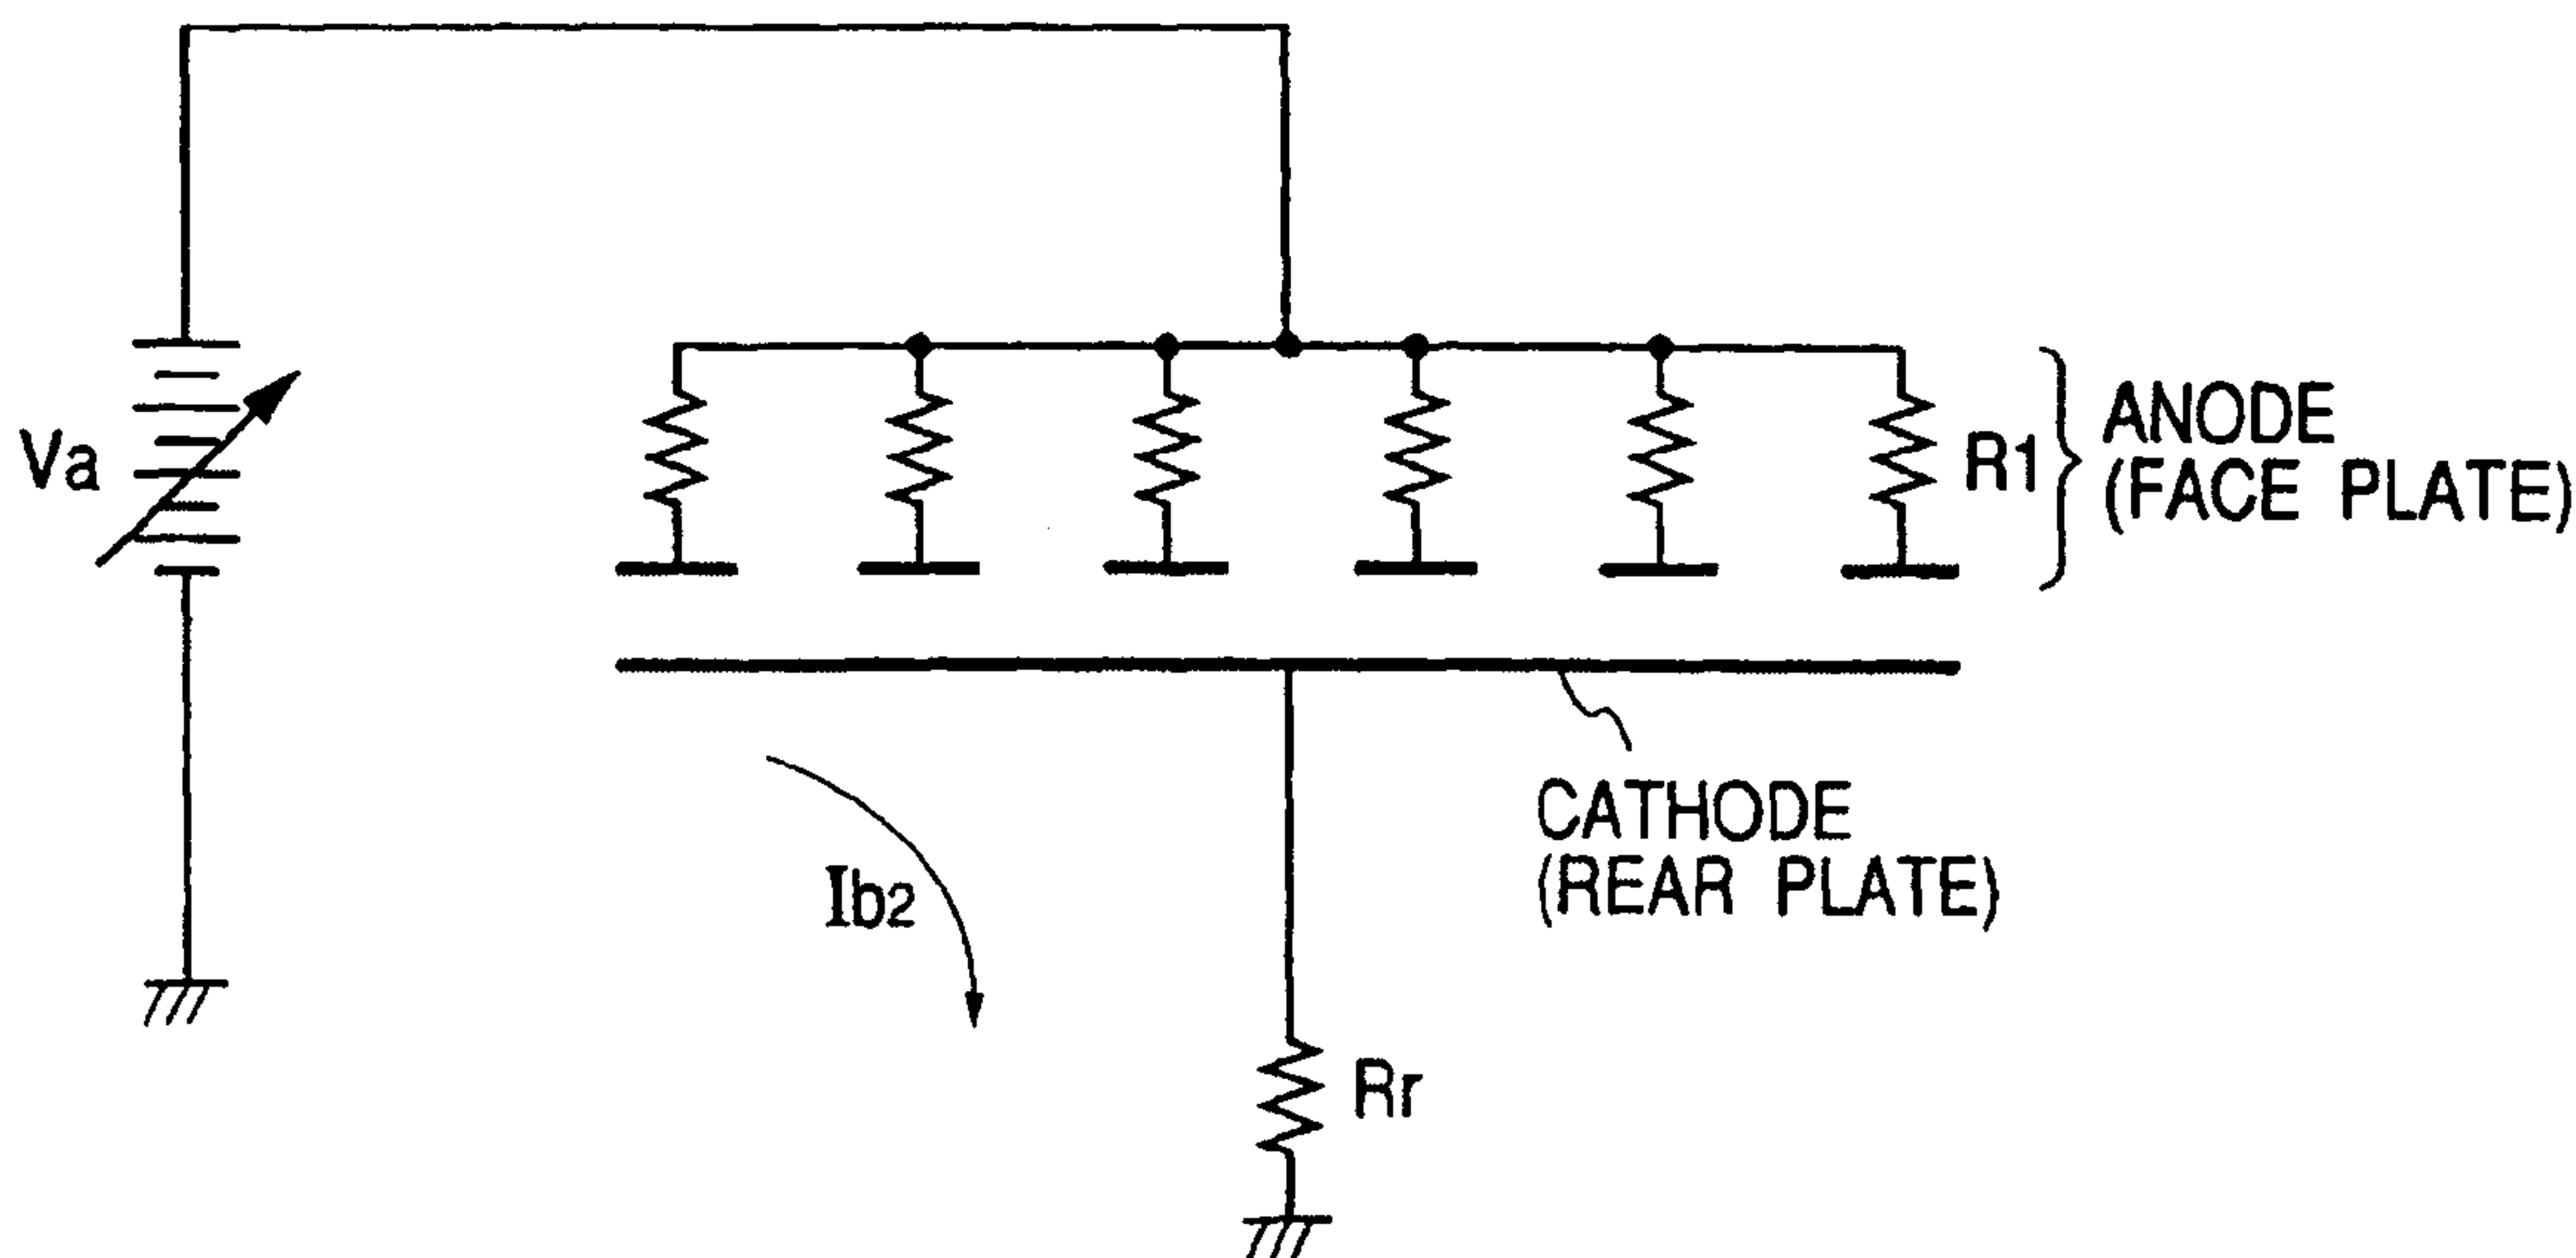 Va
R1
ANODE
(FACE PLATE)
CATHODE
(REAR PLATE)
Ib2
Rr